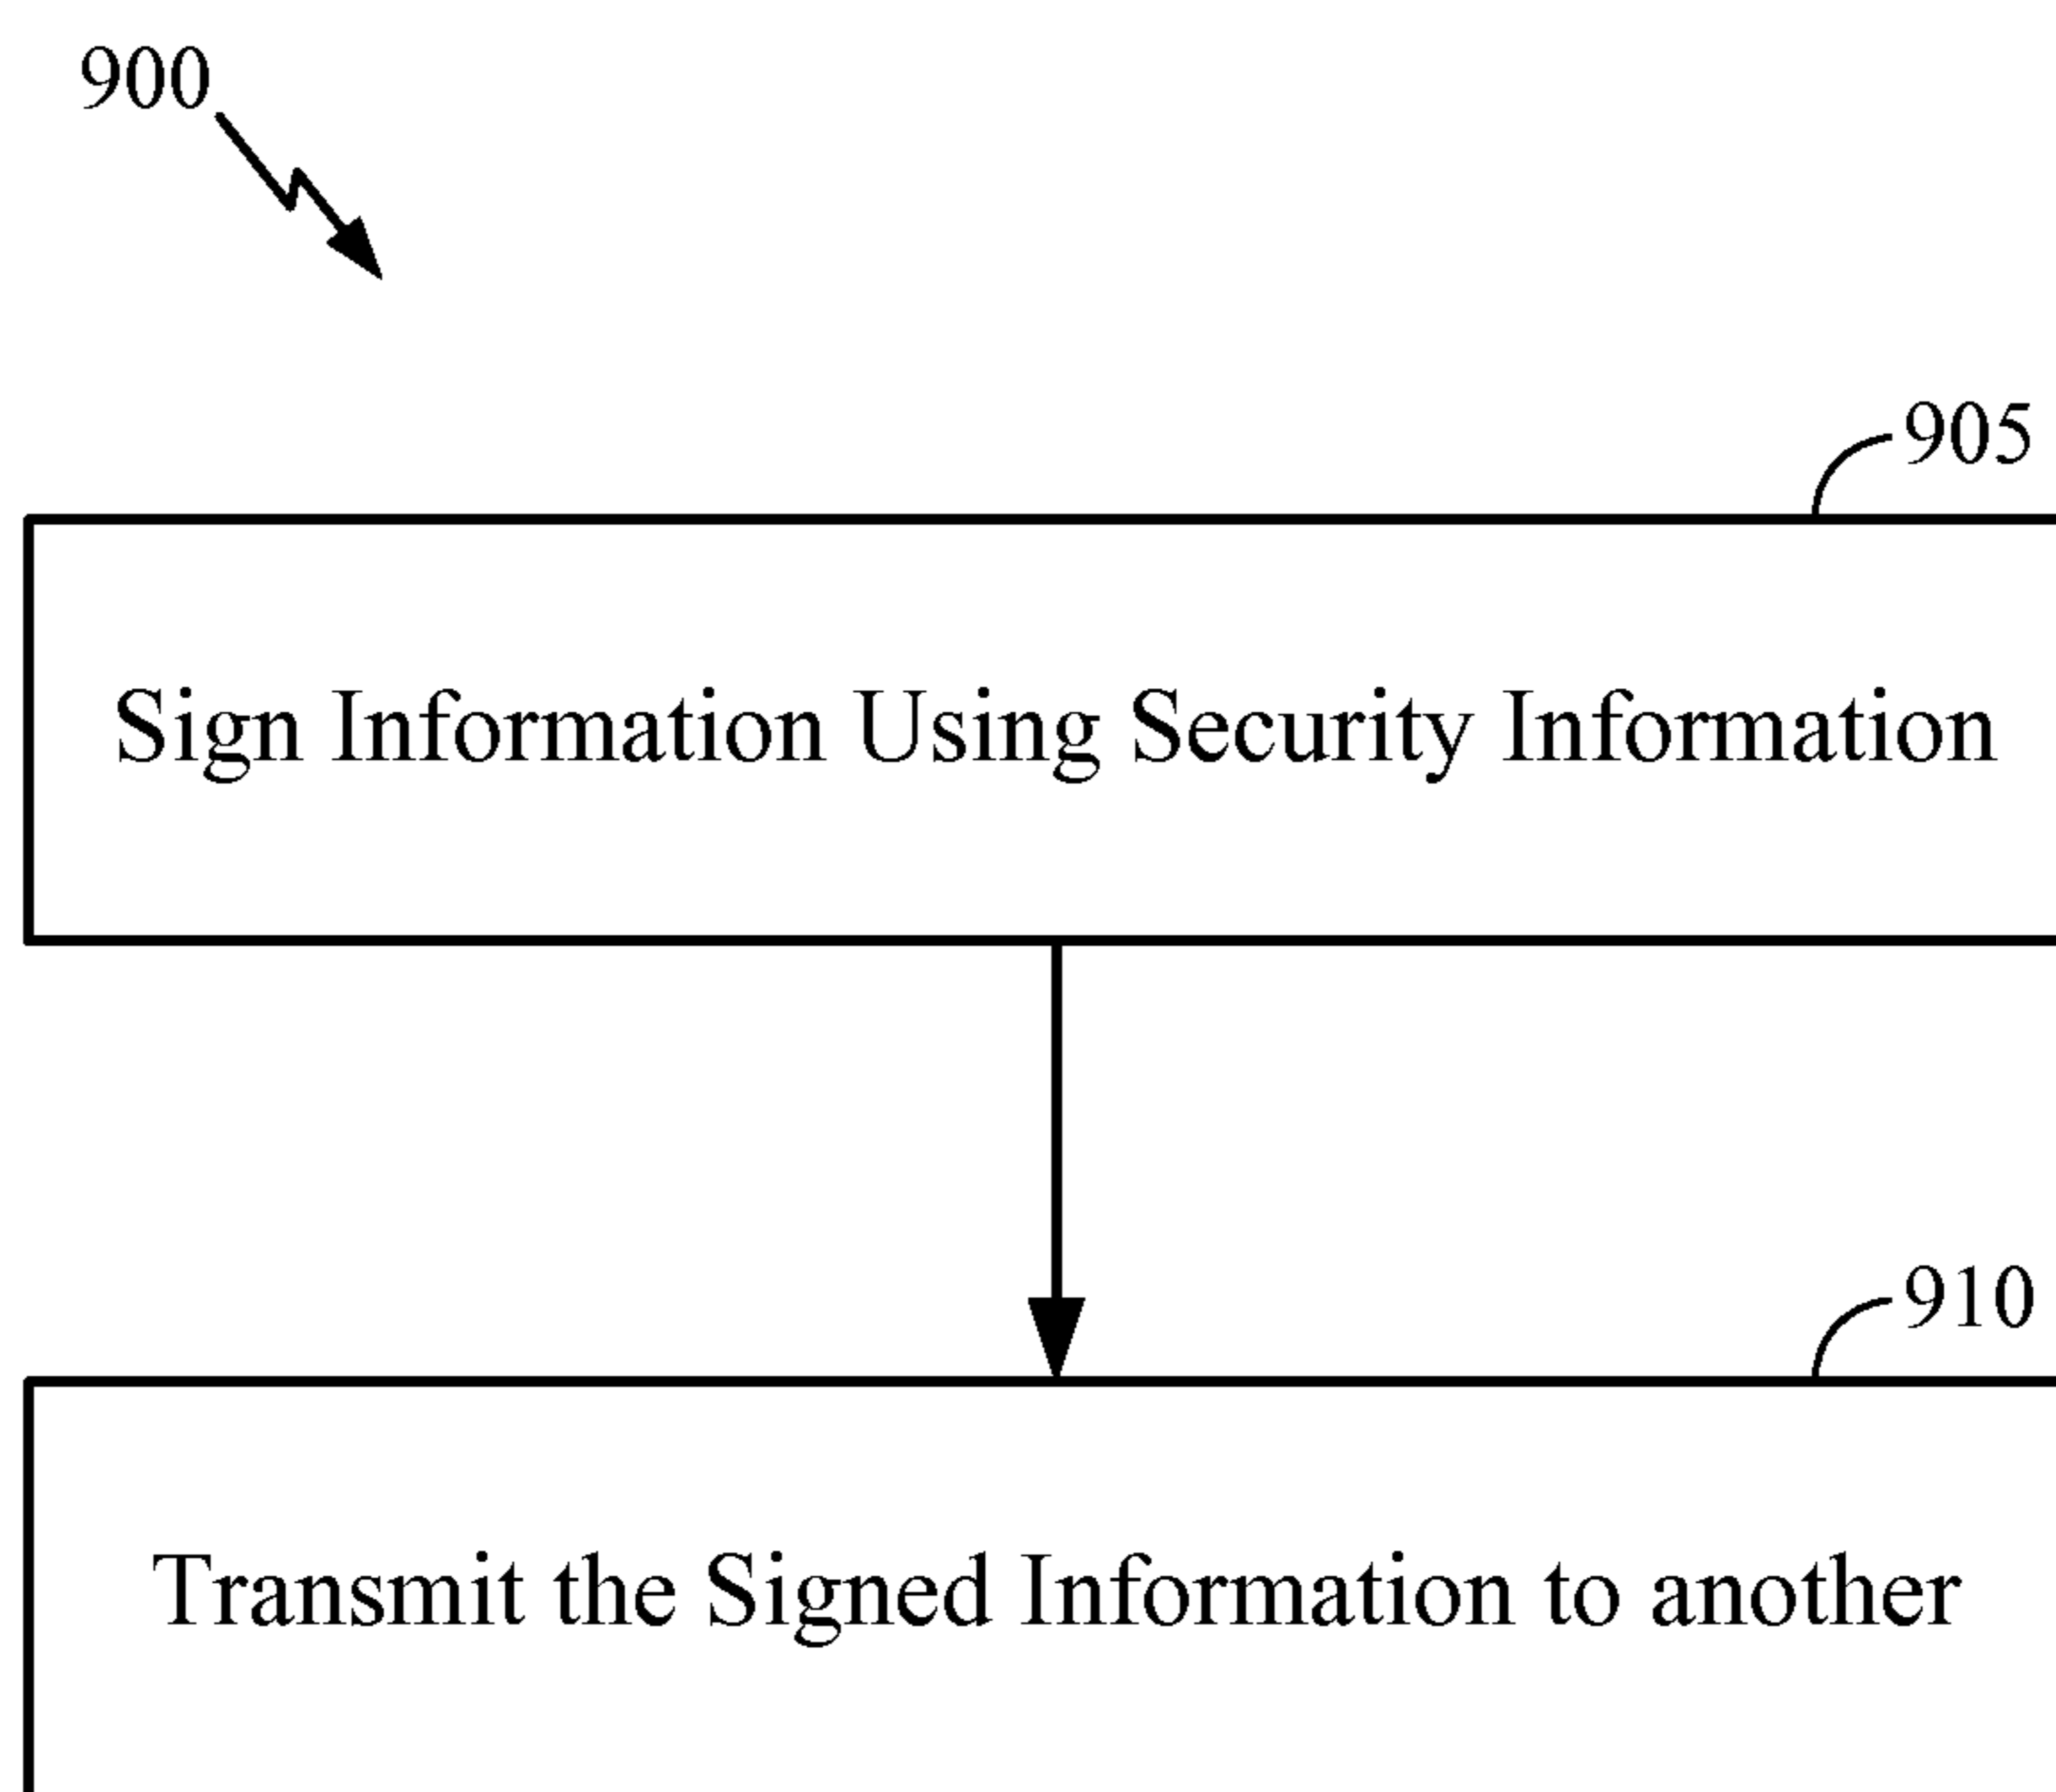 900
905
Sign Information Using Security Information
910
Transmit the Signed Information to another